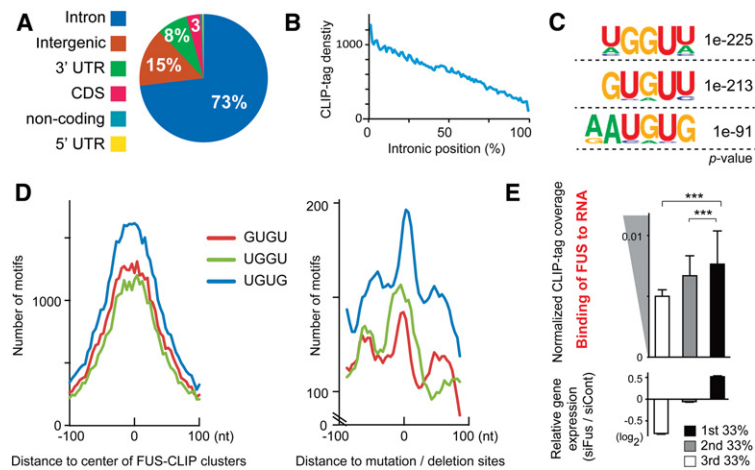 A
Intron
Intergenic
3' UTR
CDS
non-coding
5' UTR
3
8%
15%
73%
B
CLIP-tag denstiy
1000
0
0
50
100
Intronic position (%)
C
UGGUU
1e-225
GUGUU
1e-213
AAUGUG
1e-91
p-value
D
Number of motifs
1000
0
-100
0
100
(nt)
Distance to center of FUS-CLIP clusters
GUGU
UGGU
UGUG
Number of motifs
200
100
0
-100
0
100
(nt)
Distance to mutation / deletion sites
E
Normalized CLIP-tag coverage
Binding of FUS to RNA
0.01
0
***
***
Relative gene
expression
(siFus / siCont)
(log2)
0.5
0
-0.5
1st 33%
2nd 33%
3rd 33%